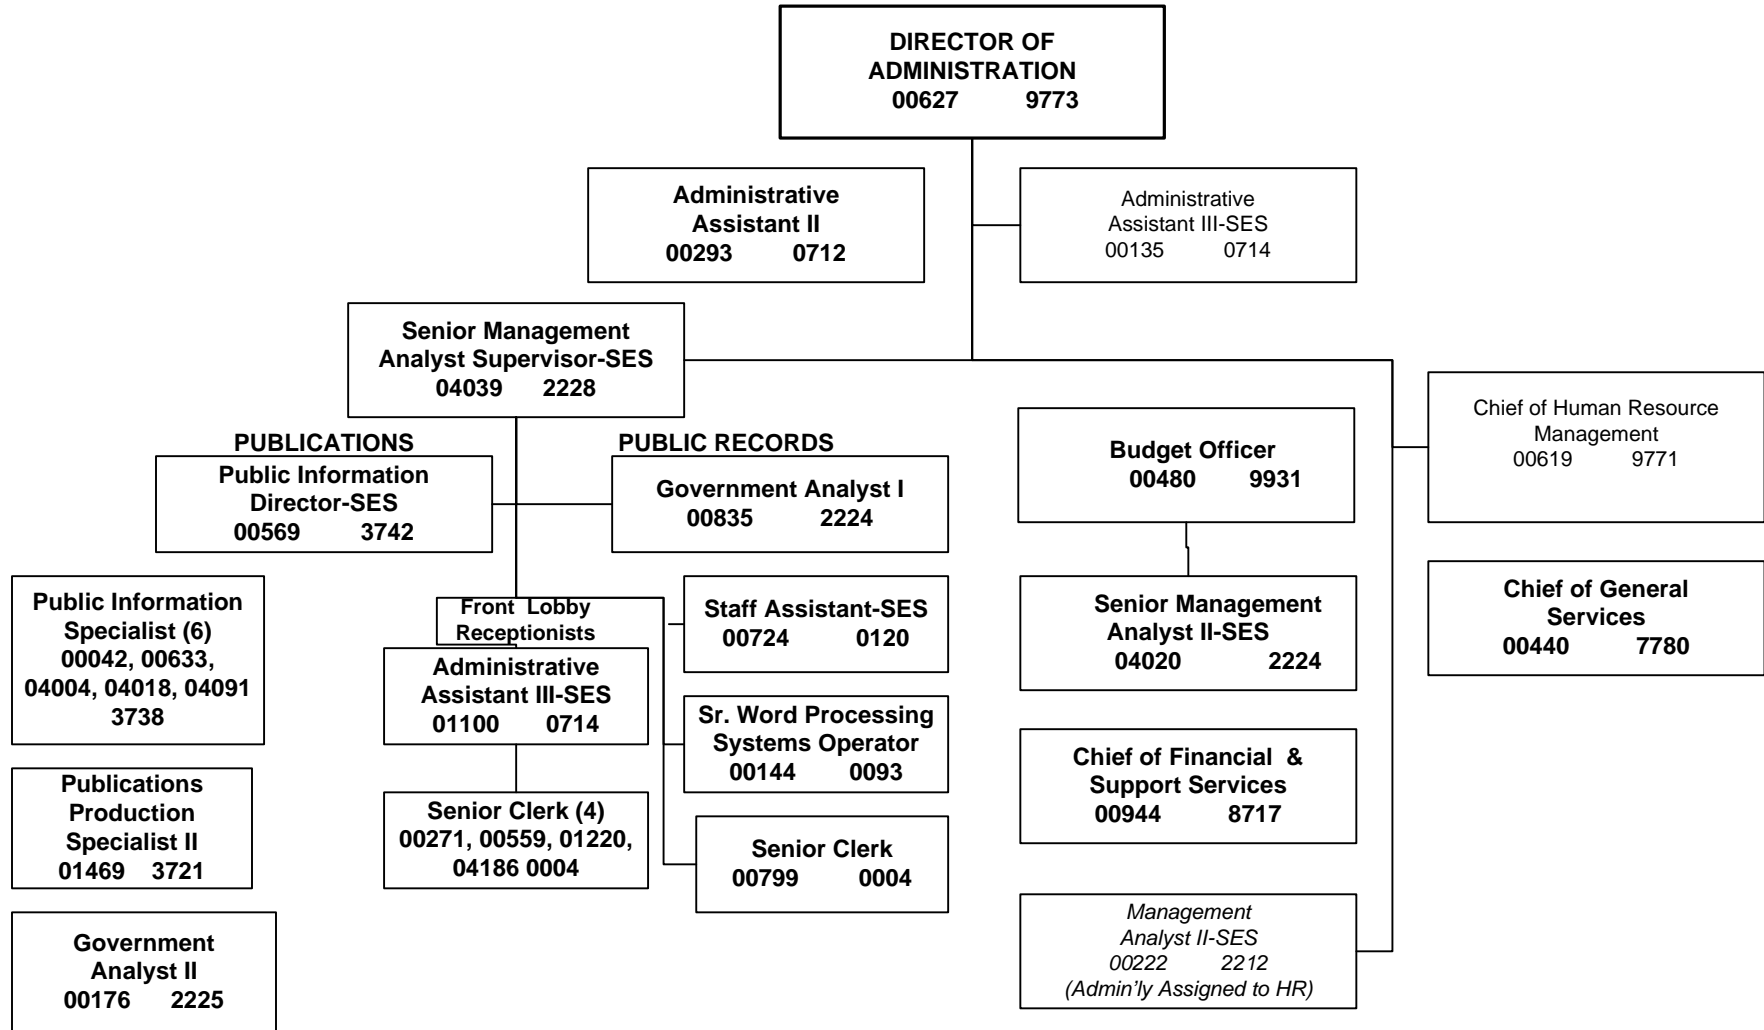 DIRECTOR OF
ADMINISTRATION
00627 9773
Administrative
Assistant II
00293 0712
Administrative
Assistant III-SES
00135 0714
Senior Management
Analyst Supervisor-SES
04039 2228
Chief of Human Resource
Management
00619 9771
PUBLICATIONS
Public Information
Director-SES
00569 3742
PUBLIC RECORDS
Government Analyst I
00835 2224
Budget Officer
00480 9931
Public Information
Specialist (6)
00042, 00633,
04004, 04018, 04091
3738
Front Lobby
Receptionists
Administrative
Assistant III-SES
01100 0714
Staff Assistant-SES
00724 0120
Senior Management
Analyst II-SES
04020 2224
Chief of General
Services
00440 7780
Sr. Word Processing
Systems Operator
00144 0093
Chief of Financial &
Support Services
00944 8717
Publications
Production
Specialist II
01469 3721
Senior Clerk (4)
00271, 00559, 01220,
04186 0004
Senior Clerk
00799 0004
Management
Analyst II-SES
00222 2212
(Admin'ly Assigned to HR)
Government
Analyst II
00176 2225